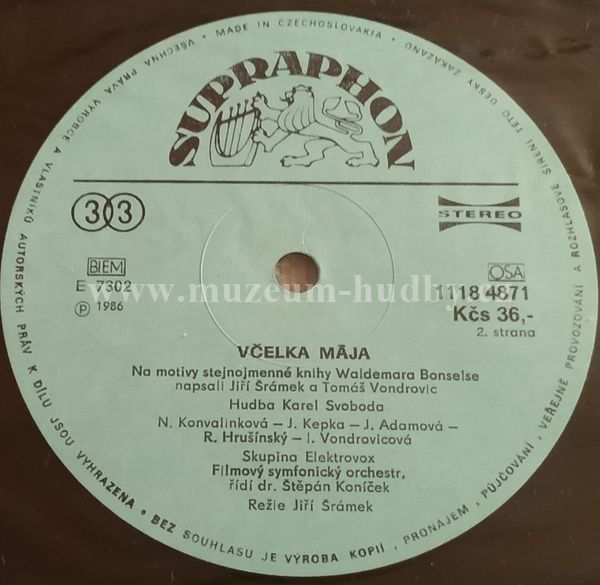 VŠECHNA PRÁVA VÝROBCE A VLASTNÍKŮ AUTORSKÝCH PRÁV K DÍLU JSOU VYHRAZENA • BEZ SOUHLASU JE VÝROBA KOPIÍ, PRONÁJEM, PŮJČOVÁNÍ, VEŘEJNÉ PROVOZOVÁNÍ A ROZHLASOVÉ ŠÍŘENÍ TÉTO DESKY ZAKÁZÁNO •
MADE IN CZECHOSLOVAKIA •
SUPRAPHON
33
STEREO
BIEM
OSA
E 7302
1118 4871
Ⓟ 1986
Kčs 36,-
2. strana
www.muzeum-hudby.cz
VČELKA MÁJA
Na motivy stejnojmenné knihy Waldemara Bonselse
napsali Jiří Šrámek a Tomáš Vondrovic
Hudba Karel Svoboda
N. Konvalinková – J. Kepka – J. Adamová –
R. Hrušínský – I. Vondrovicová
Skupina Elektrovox
Filmový symfonický orchestr,
řídí dr. Štěpán Koníček
Režie Jiří Šrámek